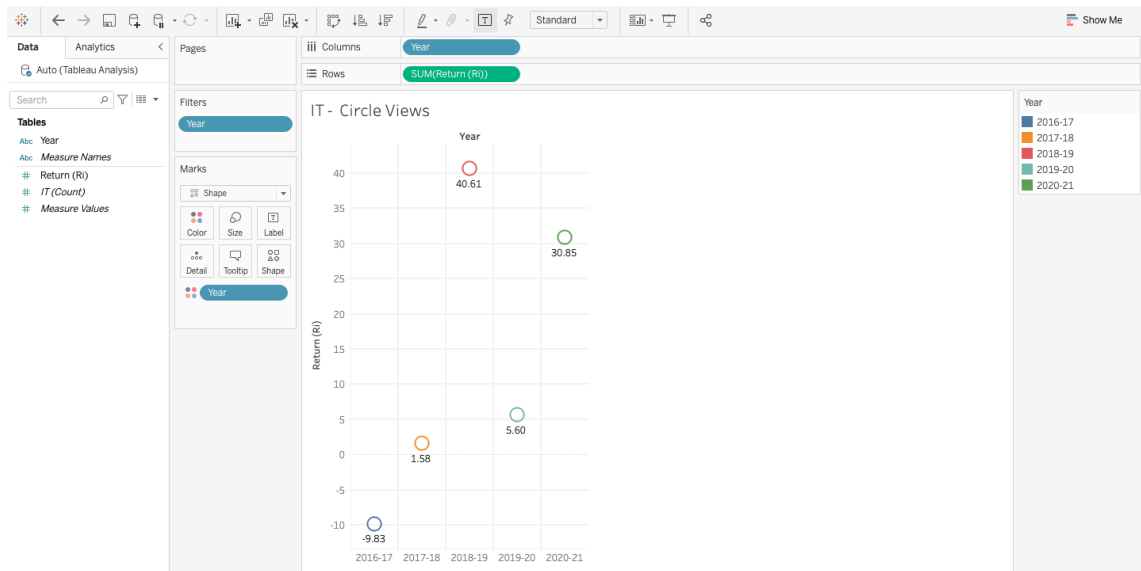 Standard
Show Me
Data Analytics
Pages
iii Columns Year
Auto (Tableau Analysis)
Rows SUM(Return (Ri))
Search
Filters
IT - Circle Views
Year
Tables
Year
2016-17
Abc Year
2017-18
Abc Measure Names
Year
2018-19
# Return (Ri)
Marks
2019-20
# IT (Count)
Shape
2020-21
# Measure Values
Color Size Label
Detail Tooltip Shape
Year
Return (Ri)
40
35
30
25
20
15
10
5
0
-5
-10
40.61
30.85
5.60
1.58
-9.83
2016-17 2017-18 2018-19 2019-20 2020-21